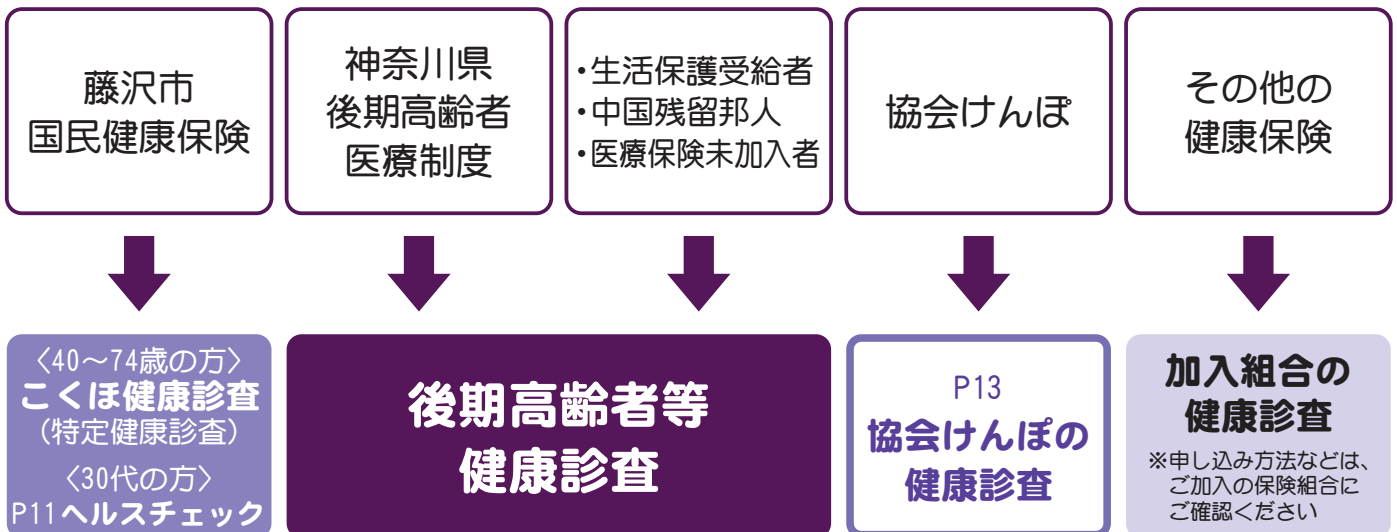 藤沢市
国民健康保険
神奈川県
後期高齢者
医療制度
・生活保護受給者
・中国残留邦人
・医療保険未加入者
協会けんぽ
その他の
健康保険
〈40～74歳の方〉
こくほ健康診査
（特定健康診査）
〈30代の方〉
P11ヘルスチェック
後期高齢者等
健康診査
P13
協会けんぽの
健康診査
加入組合の
健康診査
※申し込み方法などは、
ご加入の保険組合に
ご確認ください